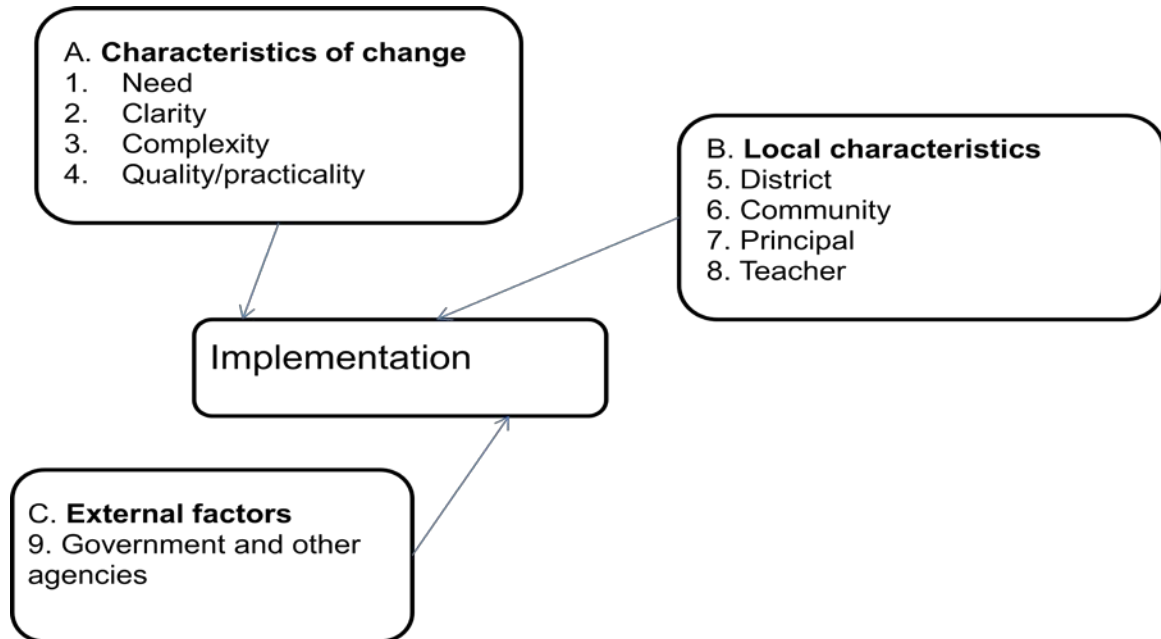 A. Characteristics of change
1. Need
2. Clarity
3. Complexity
4. Quality/practicality
B. Local characteristics
5. District
6. Community
7. Principal
8. Teacher
Implementation
C. External factors
9. Government and other
agencies